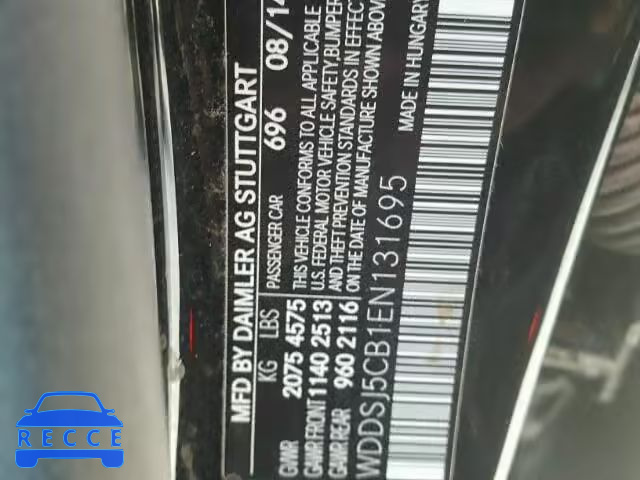 MFD BY DAIMLER AG STUTTGART
KG LBS PASSENGER CAR 696 08/14
GVWR 2075 4575 THIS VEHICLE CONFORMS TO ALL APPLICABLE
GAWR FRONT 1140 2513 U.S. FEDERAL MOTOR VEHICLE SAFETY, BUMPER
GAWR REAR 960 2116 AND THEFT PREVENTION STANDARDS IN EFFECT
ON THE DATE OF MANUFACTURE SHOWN ABOVE
WDDSJ5CB1EN131695 MADE IN HUNGARY
RECCE